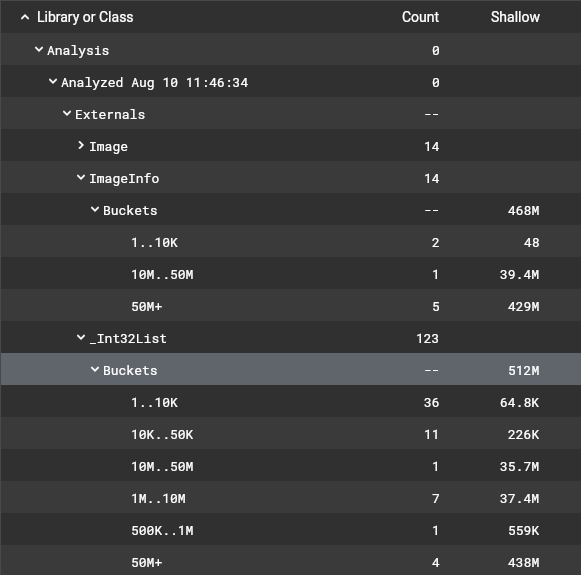 Library or Class Count Shallow
Analysis 0
Analyzed Aug 10 11:46:34 0
Externals --
Image 14
ImageInfo 14
Buckets -- 468M
1..10K 2 48
10M..50M 1 39.4M
50M+ 5 429M
_Int32List 123
Buckets -- 512M
1..10K 36 64.8K
10K..50K 11 226K
10M..50M 1 35.7M
1M..10M 7 37.4M
500K..1M 1 559K
50M+ 4 438M